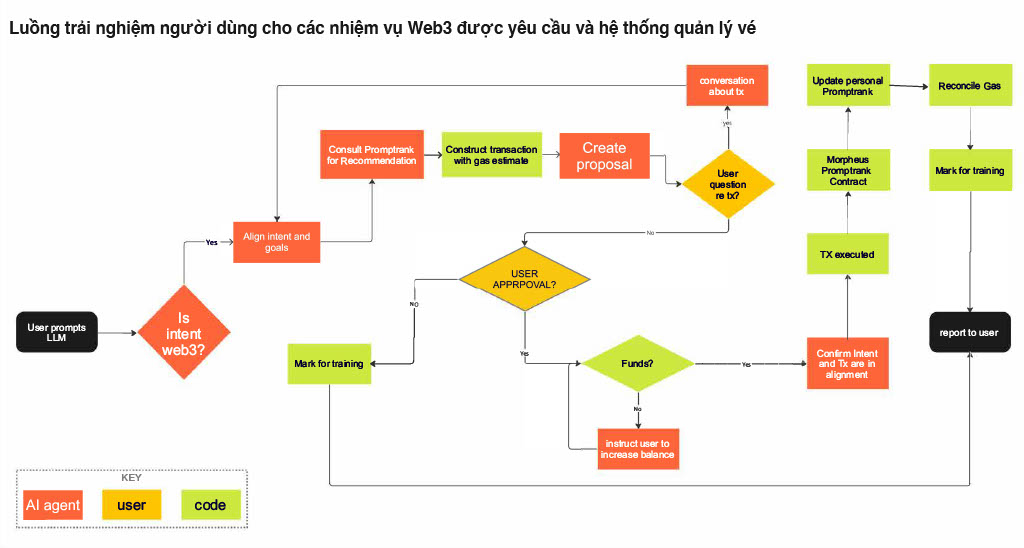 Luồng trải nghiệm người dùng cho các nhiệm vụ Web3 được yêu cầu và hệ thống quản lý vé
conversation
about tx
Update personal
Promptrank
Reconcile Gas
yes
Consult Promptrank
for Recommendation
Construct transaction
with gas estimate
Create
proposal
User
question
re tx?
Morpheus
Promptrank
Contract
Mark for training
Yes
Align intent and
goals
No
TX executed
USER
APPRPOVAL?
NO
User prompts
LLM
Is
intent
web3?
report to user
Mark for training
Yes
Funds?
Yes
Confirm Intent
and Tx are in
alignment
No
instruct user to
increase balance
KEY
AI agent
user
code